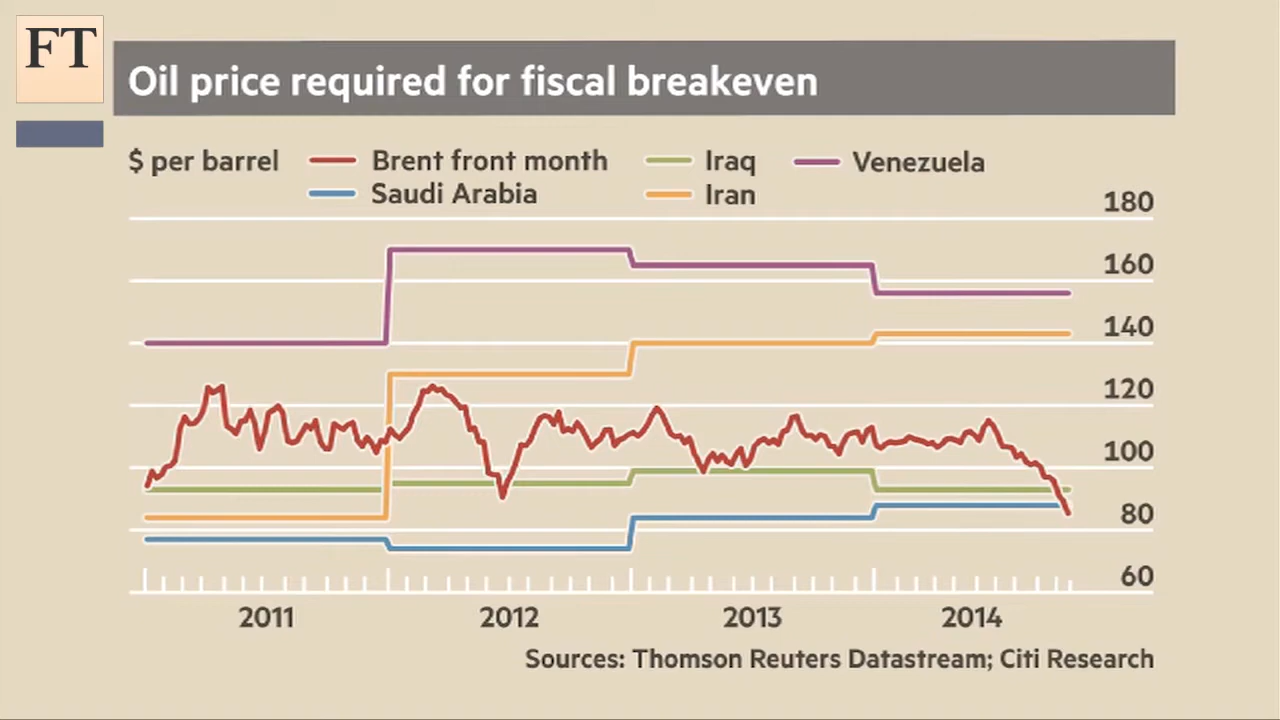 FT
Oil price required for fiscal breakeven
$ per barrel Brent front month Iraq Venezuela
Saudi Arabia Iran
180
160
140
120
100
80
60
2011 2012 2013 2014
Sources: Thomson Reuters Datastream; Citi Research